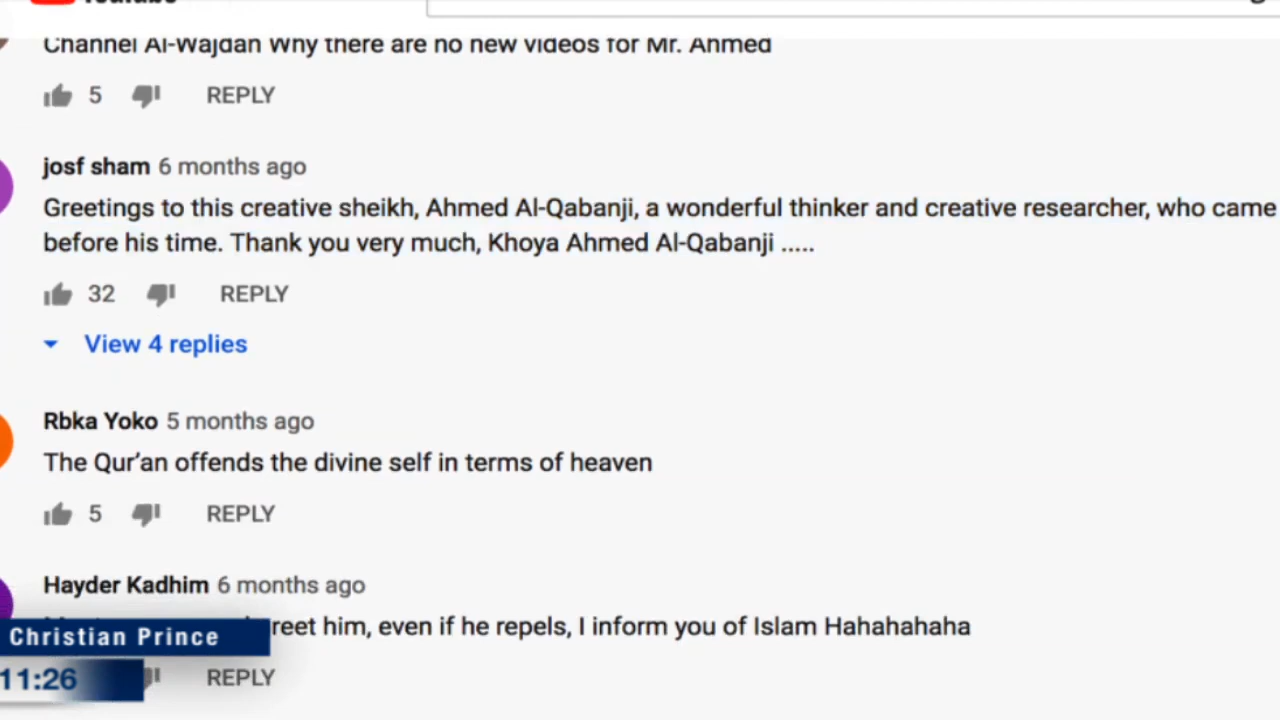 YouTube
Channel Al-Wajdan Why there are no new videos for Mr. Ahmed
5 REPLY
josf sham 6 months ago
Greetings to this creative sheikh, Ahmed Al-Qabanji, a wonderful thinker and creative researcher, who came
before his time. Thank you very much, Khoya Ahmed Al-Qabanji .....
32 REPLY
View 4 replies
Rbka Yoko 5 months ago
The Qur’an offends the divine self in terms of heaven
5 REPLY
Hayder Kadhim 6 months ago
him, even if he repels, I inform you of Islam Hahahahaha
Christian Prince
11:26
REPLY